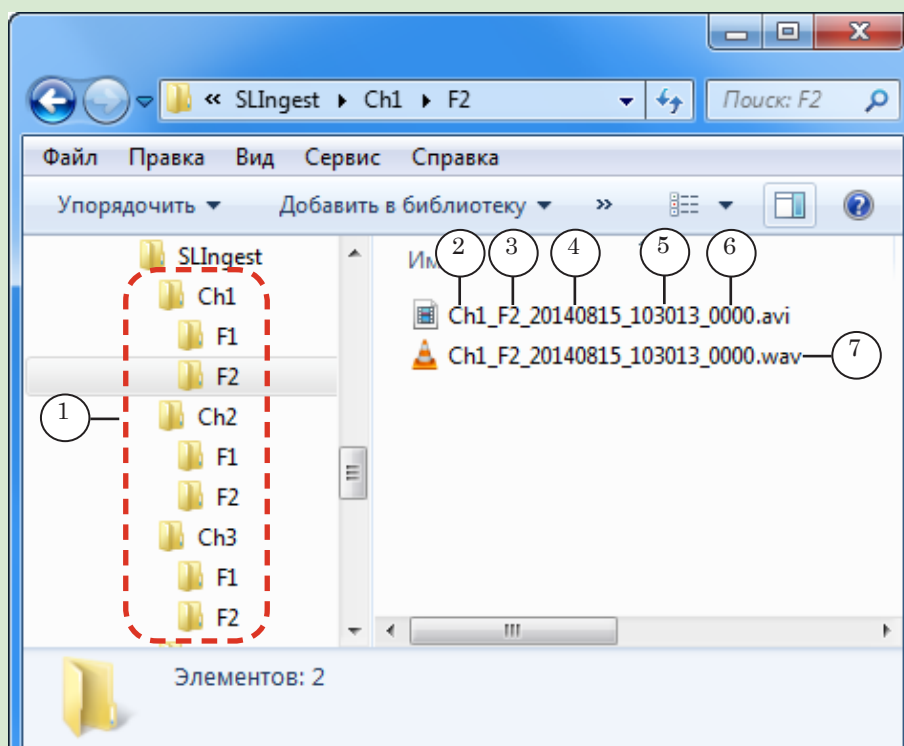 « SLIngest Ch1 F2 Поиск: F2
Файл Правка Вид Сервис Справка
Упорядочить Добавить в библиотеку »
SLIngest
Ch1
F1
F2
Ch2
F1
F2
Ch3
F1
F2
1
2 3 4 5 6
Ch1_F2_20140815_103013_0000.avi
Ch1_F2_20140815_103013_0000.wav 7
Элементов: 2